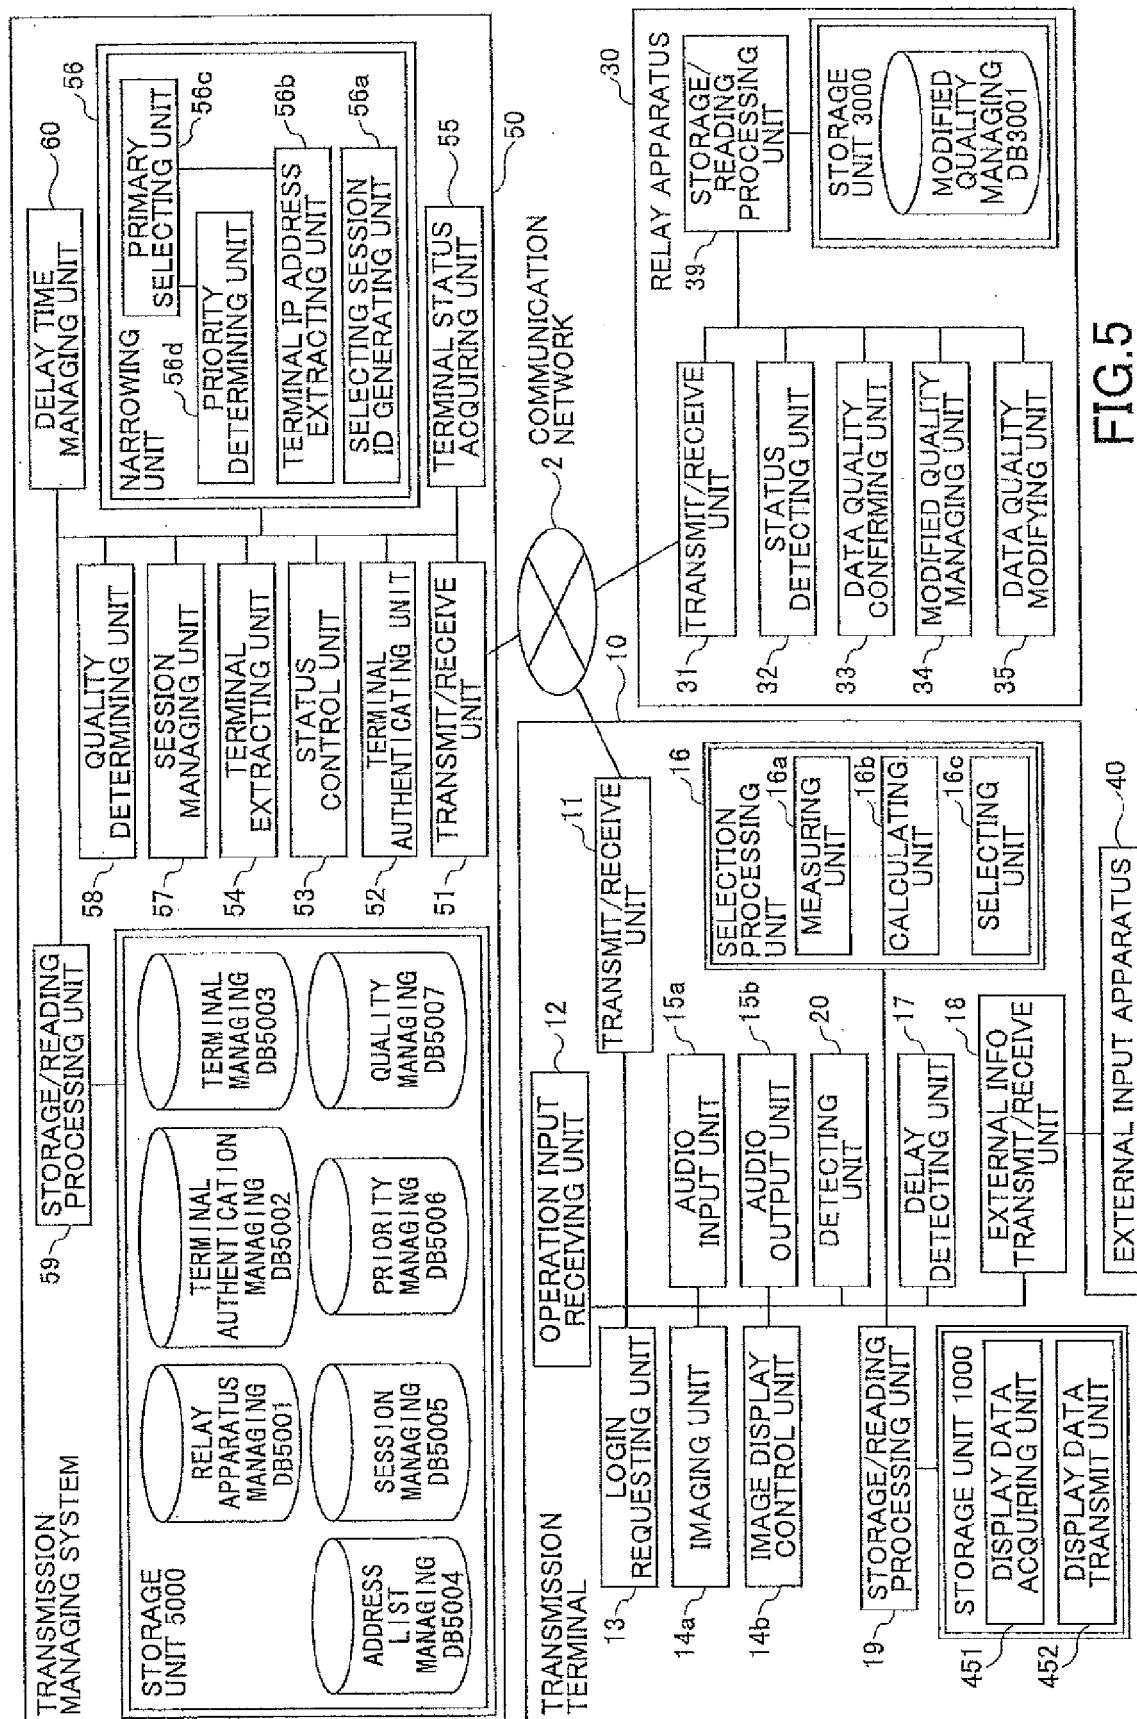 TRANSMISSION
MANAGING SYSTEM
STORAGE
UNIT 5000
RELAY
APPARATUS
MANAGING
DB5001
TERMINAL
AUTHENTICATION
MANAGING
DB5002
TERMINAL
MANAGING
DB5003
ADDRESS
LIST
MANAGING
DB5004
SESSION
MANAGING
DB5005
PRIORITY
MANAGING
DB5006
QUALITY
MANAGING
DB5007
59
STORAGE/READING
PROCESSING UNIT
58
QUALITY
DETERMINING UNIT
57
SESSION
MANAGING UNIT
54
TERMINAL
EXTRACTING UNIT
53
STATUS
CONTROL UNIT
52
TERMINAL
AUTHENTICATING UNIT
51
TRANSMIT/RECEIVE
UNIT
DELAY TIME
MANAGING UNIT
60
NARROWING
UNIT
56
PRIMARY
SELECTING UNIT
56c
56d
PRIORITY
DETERMINING UNIT
TERMINAL IP ADDRESS
EXTRACTING UNIT
56b
SELECTING SESSION
ID GENERATING UNIT
56a
TERMINAL STATUS
ACQUIRING UNIT
55
50
2
COMMUNICATION
NETWORK
TRANSMISSION
TERMINAL
10
OPERATION INPUT
RECEIVING UNIT
12
TRANSMIT/RECEIVE
UNIT
11
13
LOGIN
REQUESTING UNIT
14a
IMAGING UNIT
14b
IMAGE DISPLAY
CONTROL UNIT
AUDIO
INPUT UNIT
15a
AUDIO
OUTPUT UNIT
15b
DETECTING
UNIT
20
SELECTION
PROCESSING
UNIT
16
16a
MEASURING
UNIT
16b
CALCULATING
UNIT
16c
SELECTING
UNIT
19
STORAGE/READING
PROCESSING UNIT
DELAY
DETECTING UNIT
17
EXTERNAL INFO
TRANSMIT/RECEIVE
UNIT
18
STORAGE UNIT 1000
451
DISPLAY DATA
ACQUIRING UNIT
452
DISPLAY DATA
TRANSMIT UNIT
EXTERNAL INPUT APPARATUS
40
RELAY APPARATUS
30
31
TRANSMIT/RECEIVE
UNIT
32
STATUS
DETECTING UNIT
33
DATA QUALITY
CONFIRMING UNIT
34
MODIFIED QUALITY
MANAGING UNIT
35
DATA QUALITY
MODIFYING UNIT
39
STORAGE/
READING
PROCESSING
UNIT
STORAGE
UNIT 3000
MODIFIED
QUALITY
MANAGING
DB3001
FIG.5